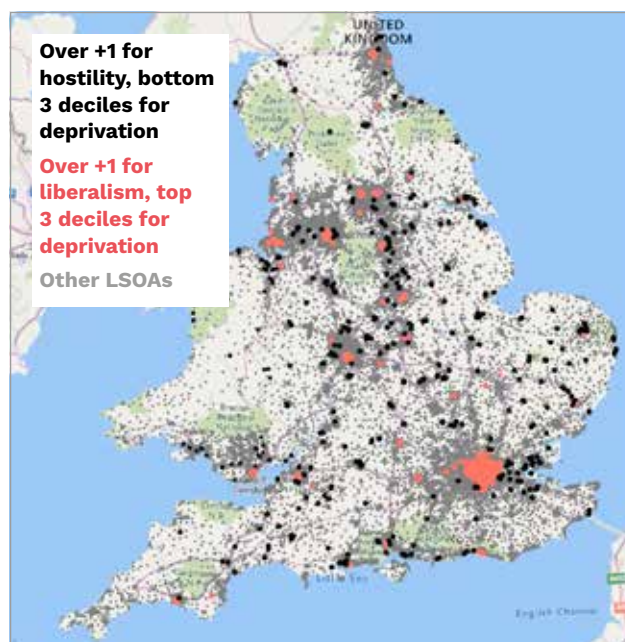 UNITED
KINGDOM
Over +1 for
hostility, bottom
3 deciles for
deprivation
Over +1 for
liberalism, top
3 deciles for
deprivation
Other LSOAs
English Channel